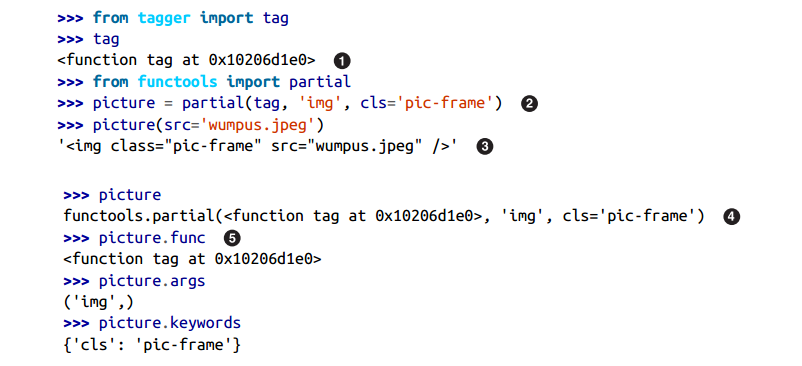 >>> from tagger import tag
>>> tag
<function tag at 0x10206d1e0> ❶
>>> from functools import partial
>>> picture = partial(tag, 'img', cls='pic-frame') ❷
>>> picture(src='wumpus.jpeg')
'<img class="pic-frame" src="wumpus.jpeg" />' ❸
>>> picture
functools.partial(<function tag at 0x10206d1e0>, 'img', cls='pic-frame') ❹
>>> picture.func ❺
<function tag at 0x10206d1e0>
>>> picture.args
('img',)
>>> picture.keywords
{'cls': 'pic-frame'}